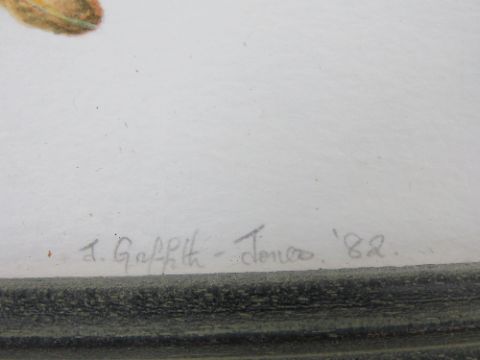 J. Griffith - Jones. '82.